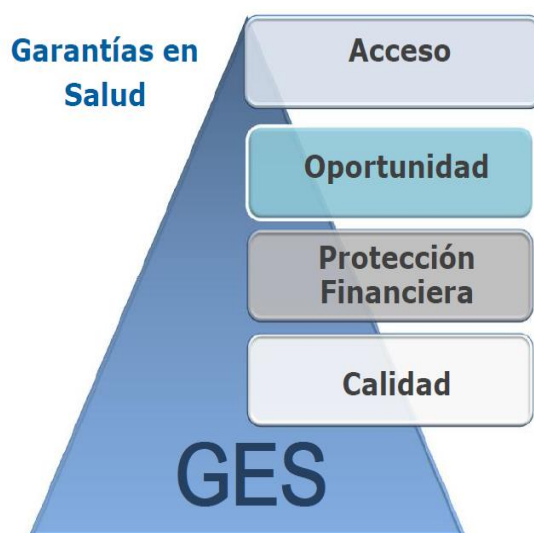 Garantías en
Salud
Acceso
Oportunidad
Protección
Financiera
Calidad
GES